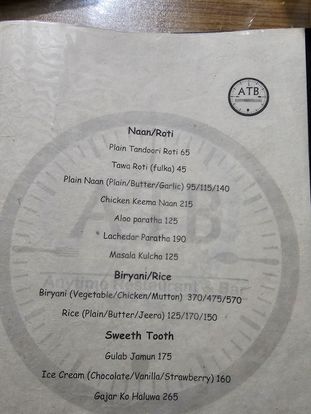 ATB
Naan/Roti
Plain Tandoori Roti 65
Tawa Roti (fulka) 45
Plain Naan (Plain/Butter/Garlic) 95/115/140
Chicken Keema Naan 215
Aloo paratha 125
Lachedar Paratha 190
Masala Kulcha 125
Biryani/Rice
Biryani (Vegetable/Chicken/Mutton) 370/475/570
Rice (Plain/Butter/Jeera) 125/170/150
Sweeth Tooth
Gulab Jamun 175
Ice Cream (Chocolate/Vanilla/Strawberry) 160
Gajar Ko Haluwa 265